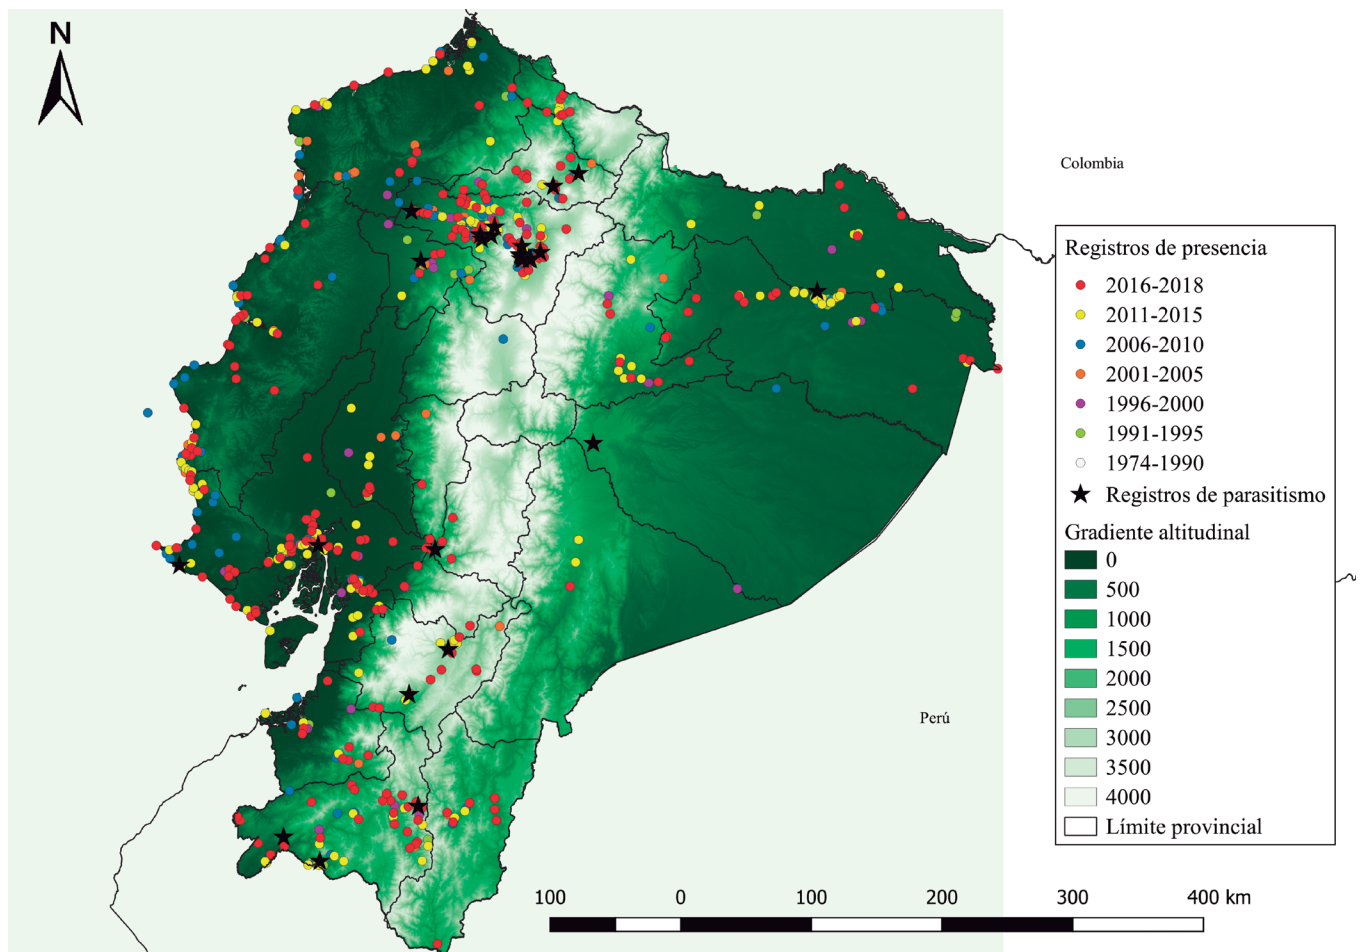 N
Colombia
Registros de presencia
2016-2018
2011-2015
2006-2010
2001-2005
1996-2000
1991-1995
1974-1990
Registros de parasitismo
Gradiente altitudinal
0
500
1000
1500
2000
2500
3000
3500
4000
Límite provincial
Perú
100 0 100 200 300 400 km